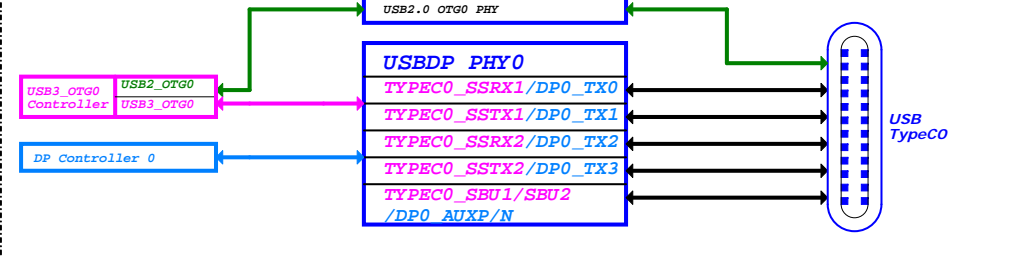 USB2.0 OTG0 PHY
USBDP PHY0
TYPEC0_SSRX1/DP0_TX0
TYPEC0_SSTX1/DP0_TX1
TYPEC0_SSRX2/DP0_TX2
TYPEC0_SSTX2/DP0_TX3
TYPEC0_SBU1/SBU2
/DP0_AUXP/N
USB3_OTG0
Controller
USB2_OTG0
USB3_OTG0
DP Controller 0
USB
TypeC0